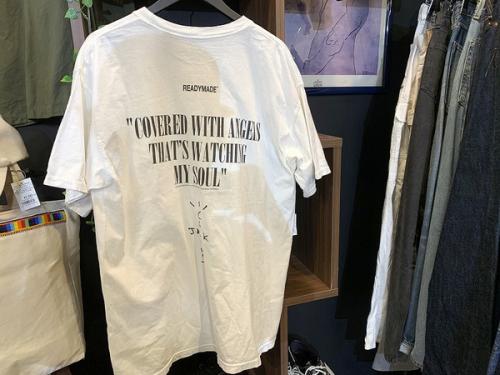 READYMADE
"COVERED WITH ANGELS
THAT'S WATCHING
MY SOUL"